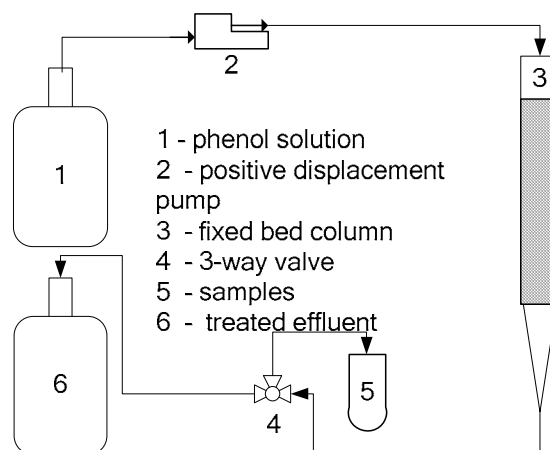 2
3
1 - phenol solution
2 - positive displacement
pump
3 - fixed bed column
4 - 3-way valve
5 - samples
6 - treated effluent
1
6
5
4